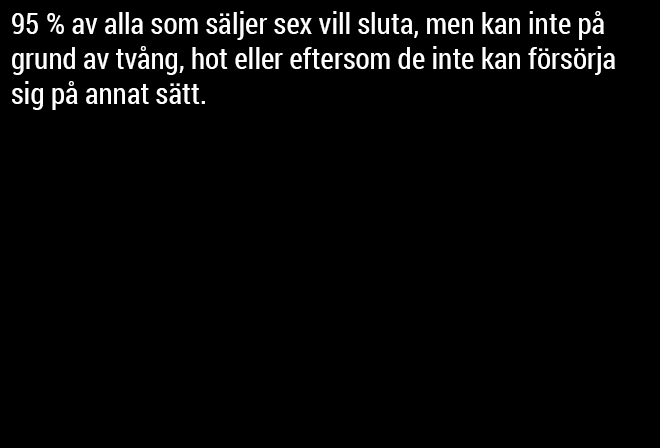 95 % av alla som säljer sex vill sluta, men kan inte på
grund av tvång, hot eller eftersom de inte kan försörja
sig på annat sätt.